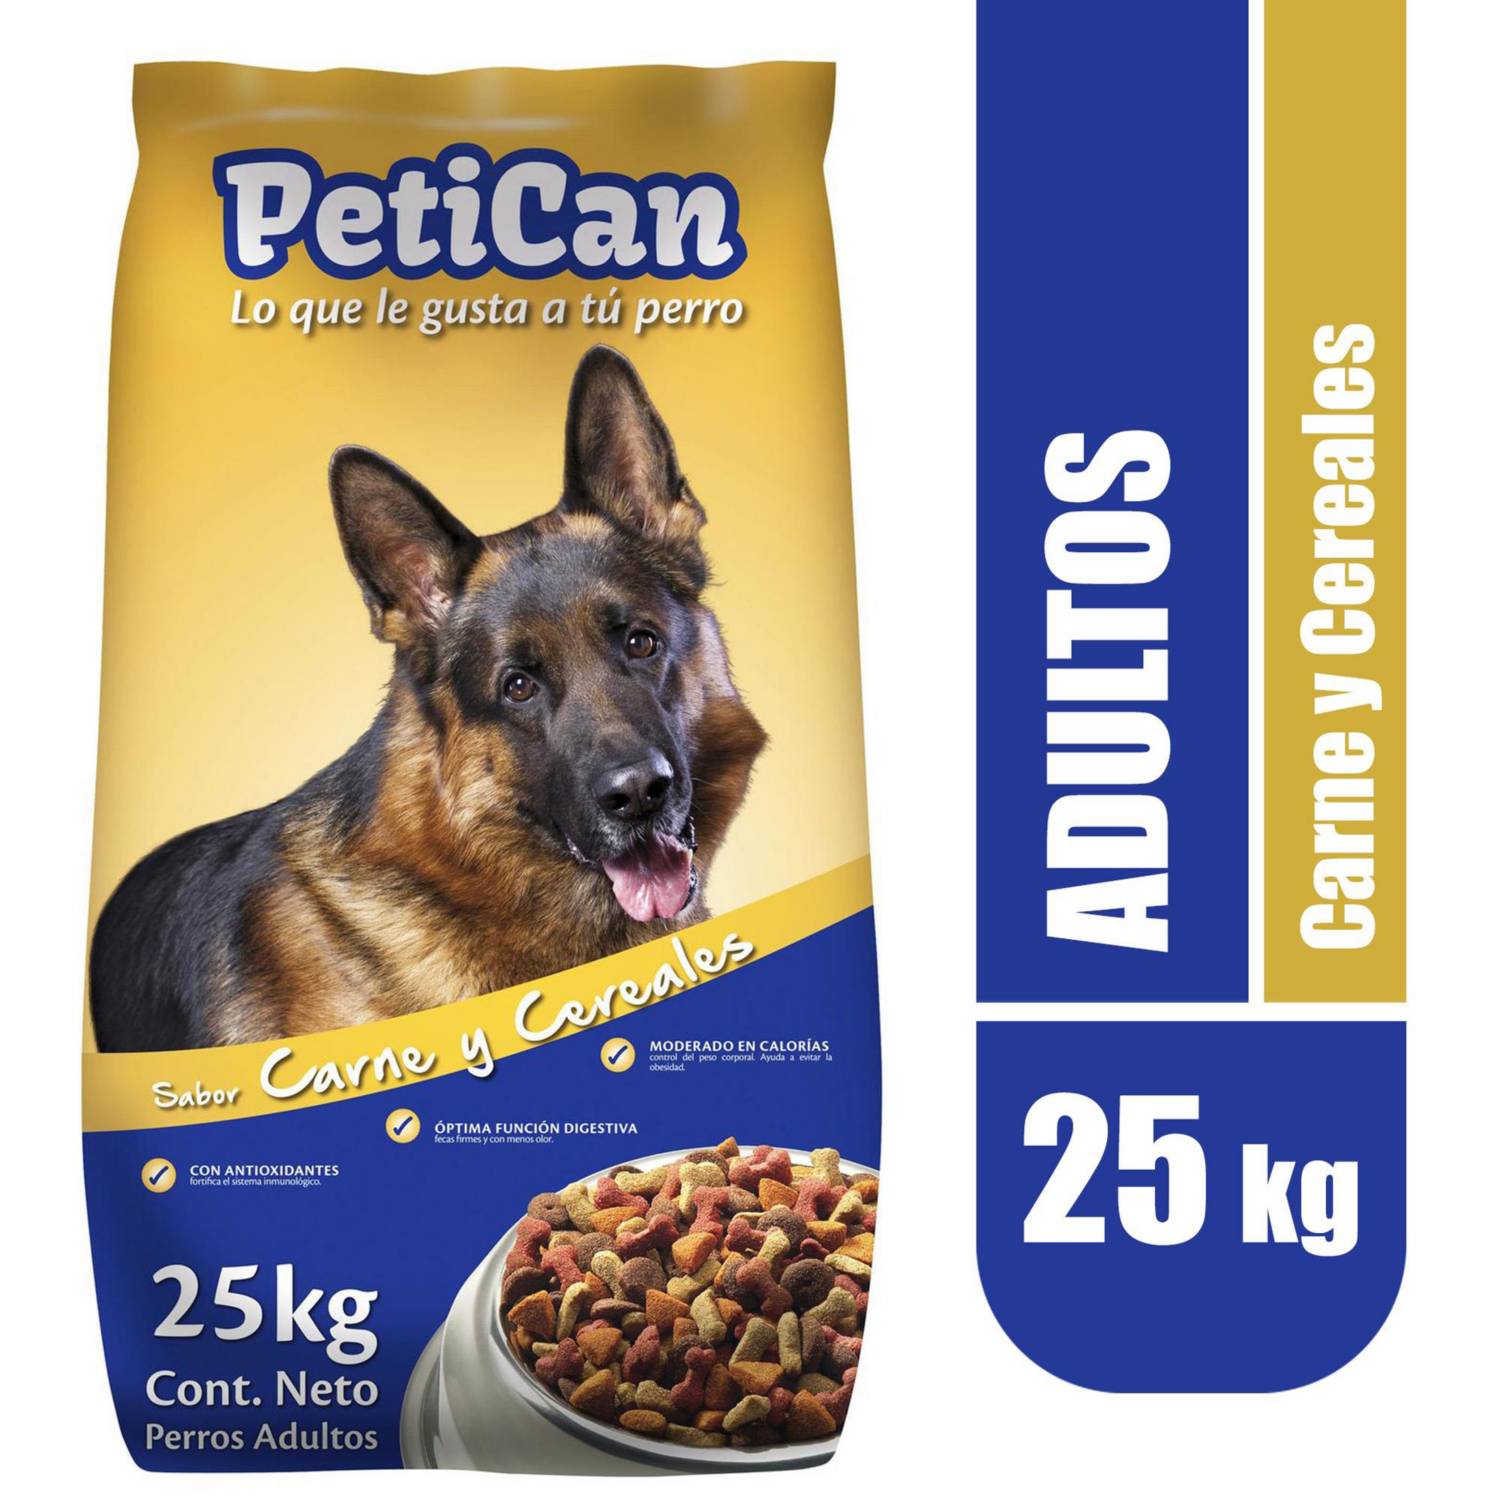 PetiCan
Lo que le gusta a tú perro
Sabor Carne y Cereales
MODERADO EN CALORÍAS
control del peso corporal. Ayuda a evitar la
obesidad.
ÓPTIMA FUNCIÓN DIGESTIVA
fecas firmes y con menos olor.
CON ANTIOXIDANTES
fortifica el sistema inmunológico.
25kg
Cont. Neto
Perros Adultos
ADULTOS
Carne y Cereales
25 kg